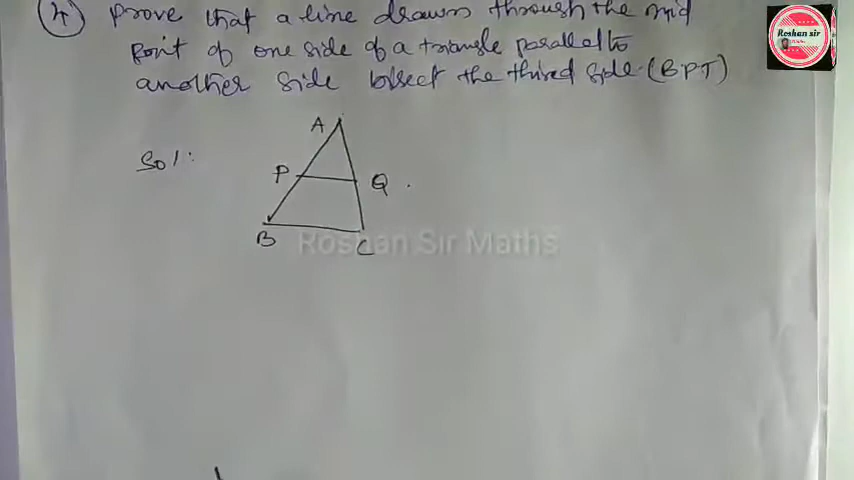 (4) Prove that a line drawn through the mid
Point of one side of a triangle parallel to
another side bisect the third side. (BPT)
Sol:
A
P
Q
B
C
Roshan Sir Maths
Roshan sir